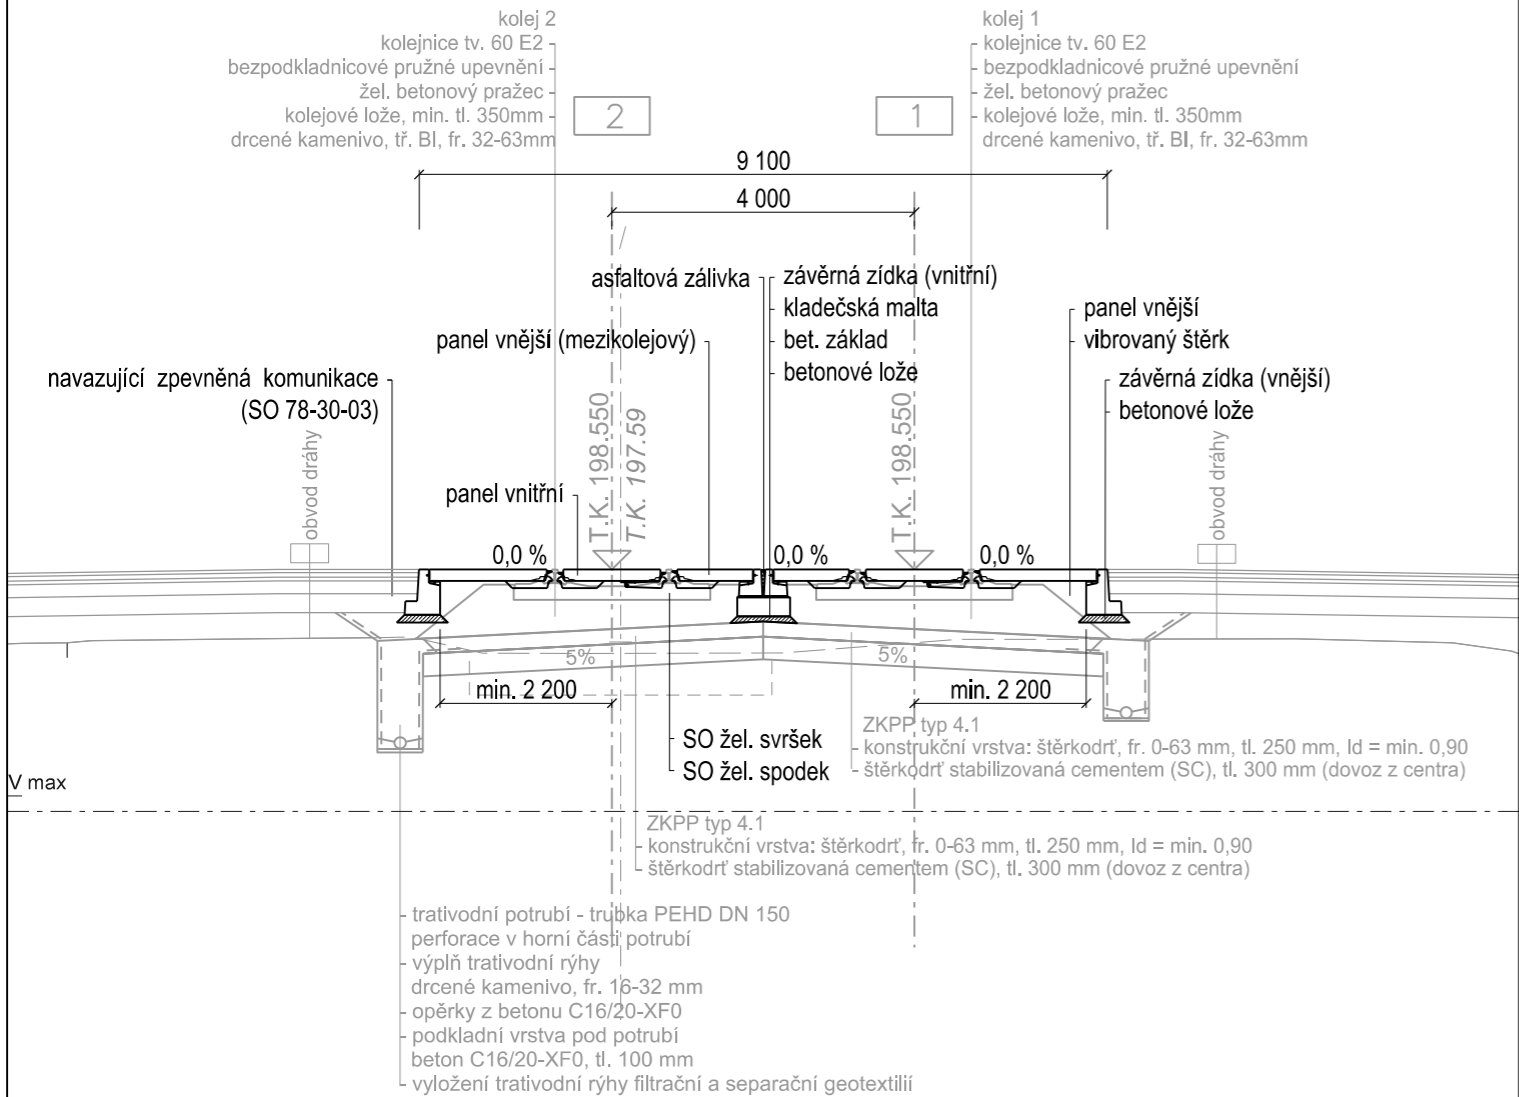 kolej 2
kolejnice tv. 60 E2
bezpodkladnicové pružné upevnění
žel. betonový pražec
kolejové lože, min. tl. 350mm
drcené kamenivo, tř. BI, fr. 32-63mm
2
kolej 1
kolejnice tv. 60 E2
bezpodkladnicové pružné upevnění
žel. betonový pražec
kolejové lože, min. tl. 350mm
drcené kamenivo, tř. BI, fr. 32-63mm
1
9 100
4 000
asfaltová zálivka
panel vnější (mezikolejový)
navazující zpevněná komunikace
(SO 78-30-03)
panel vnitřní
závěrná zídka (vnitřní)
kladečská malta
bet. základ
betonové lože
panel vnější
vibrovaný štěrk
závěrná zídka (vnější)
betonové lože
obvod dráhy
T.K. 198.550
T.K. 197.59
T.K. 198.550
obvod dráhy
0,0 %
0,0 %
0,0 %
5%
5%
min. 2 200
min. 2 200
SO žel. svršek
SO žel. spodek
ZKPP typ 4.1
konstrukční vrstva: štěrkodrť, fr. 0-63 mm, tl. 250 mm, Id = min. 0,90
štěrkodrť stabilizovaná cementem (SC), tl. 300 mm (dovoz z centra)
V max
ZKPP typ 4.1
konstrukční vrstva: štěrkodrť, fr. 0-63 mm, tl. 250 mm, Id = min. 0,90
štěrkodrť stabilizovaná cementem (SC), tl. 300 mm (dovoz z centra)
trativodní potrubí - trubka PEHD DN 150
perforace v horní části potrubí
výplň trativodní rýhy
drcené kamenivo, fr. 16-32 mm
opěrky z betonu C16/20-XF0
podkladní vrstva pod potrubí
beton C16/20-XF0, tl. 100 mm
vyložení trativodní rýhy filtrační a separační geotextilií